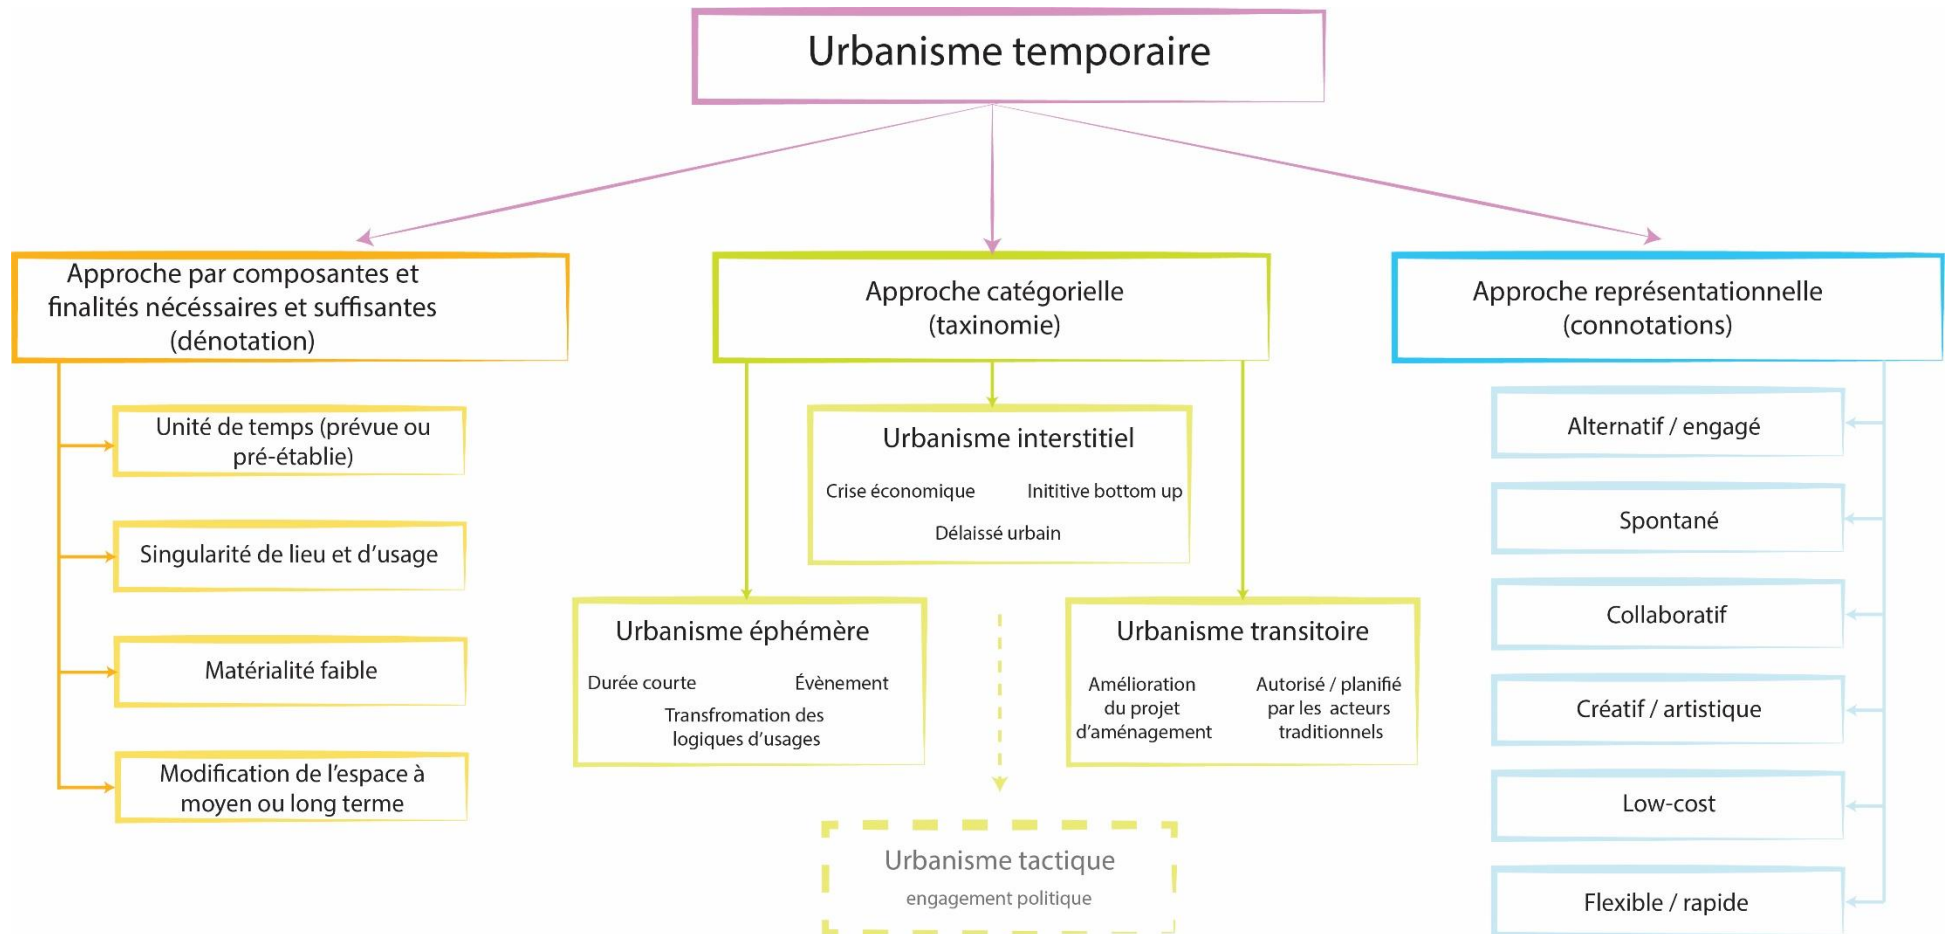 Urbanisme temporaire
Approche par composantes et
finalités nécéssaires et suffisantes
(dénotation)
Unité de temps (prévue ou
pré-établie)
Singularité de lieu et d'usage
Matérialité faible
Modification de l'espace à
moyen ou long terme
Approche catégorielle
(taxinomie)
Urbanisme interstitiel
Crise économique
Inititive bottom up
Délaissé urbain
Urbanisme éphémère
Durée courte
Évènement
Transfromation des
logiques d'usages
Urbanisme transitoire
Amélioration
du projet
d'aménagement
Autorisé / planifié
par les acteurs
traditionnels
Urbanisme tactique
engagement politique
Approche représentationnelle
(connotations)
Alternatif / engagé
Spontané
Collaboratif
Créatif / artistique
Low-cost
Flexible / rapide